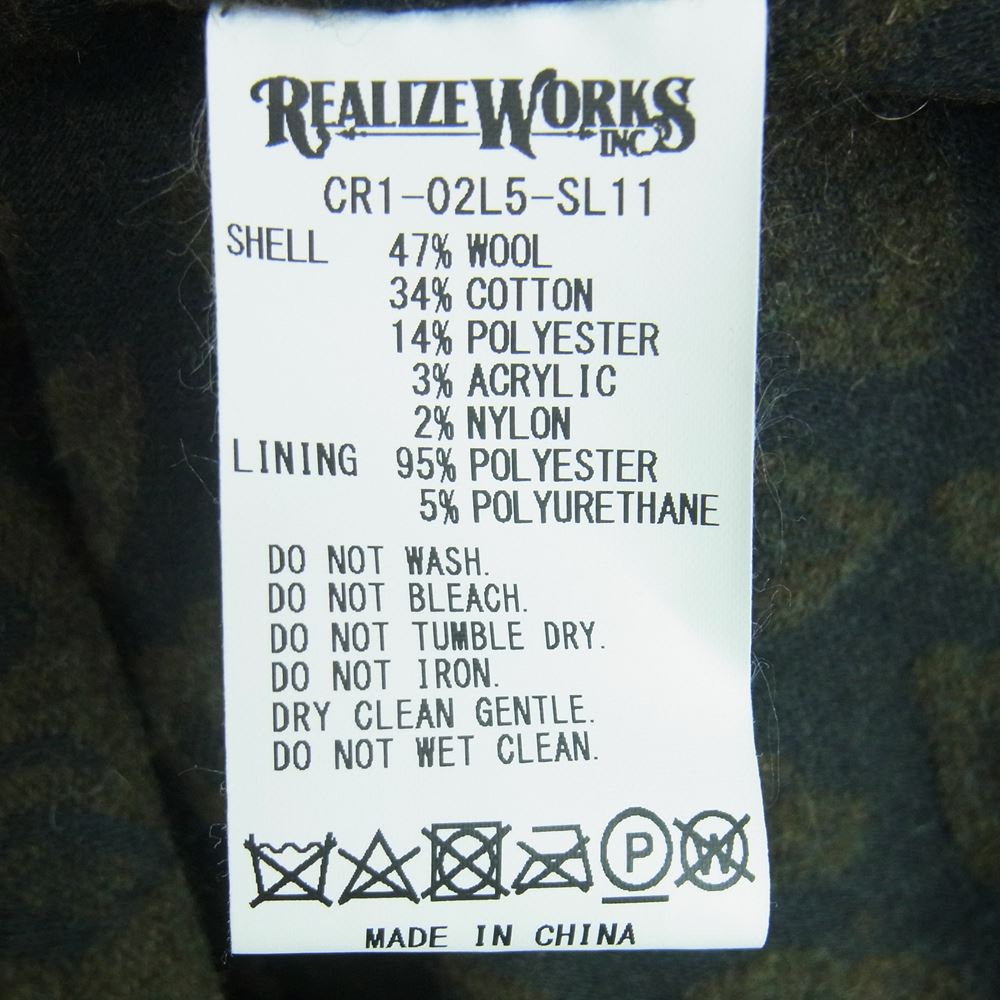 REALIZEWORKS
INC.
CR1-02L5-SL11
SHELL 47% WOOL
34% COTTON
14% POLYESTER
3% ACRYLIC
2% NYLON
LINING 95% POLYESTER
5% POLYURETHANE
DO NOT WASH.
DO NOT BLEACH.
DO NOT TUMBLE DRY.
DO NOT IRON.
DRY CLEAN GENTLE.
DO NOT WET CLEAN.
P W
MADE IN CHINA